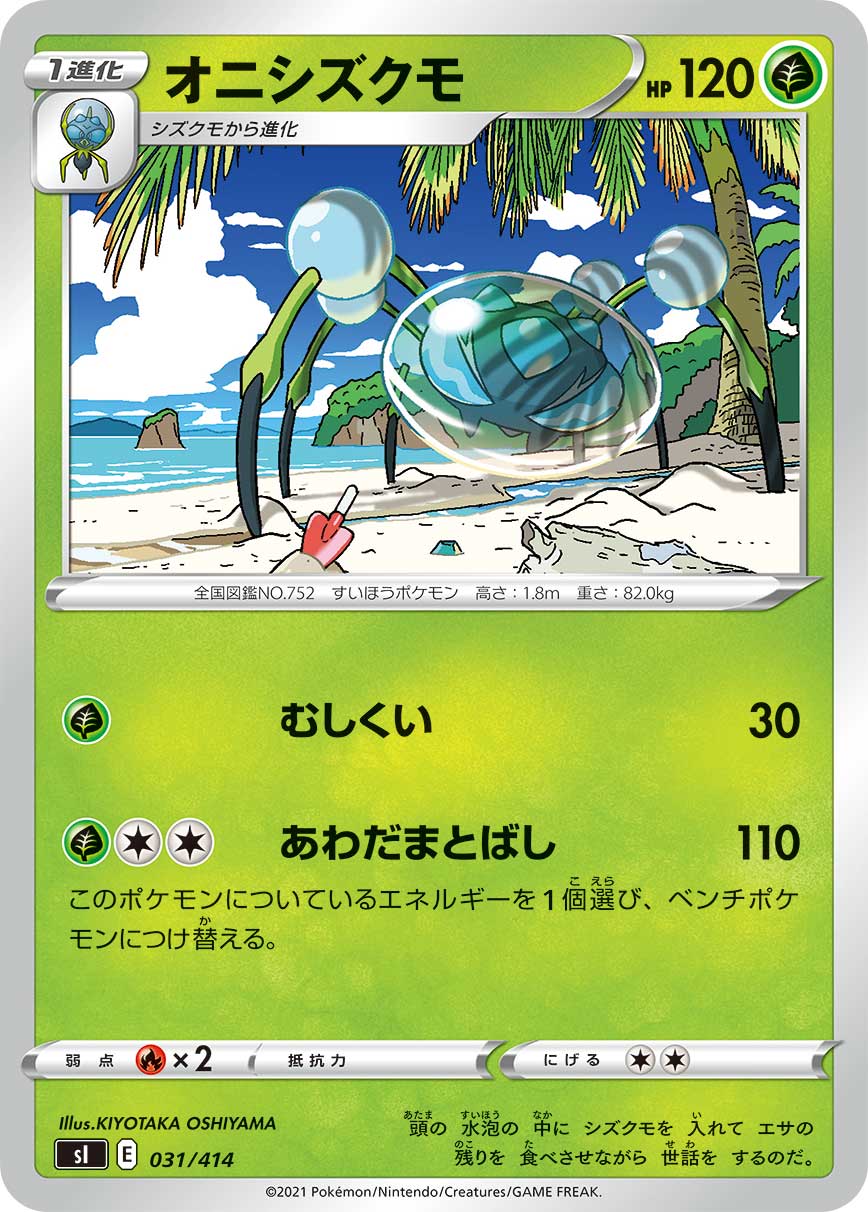 1進化
オニシズクモ
HP 120
シズクモから進化
全国図鑑NO.752 すいほうポケモン 高さ：1.8m 重さ：82.0kg
むしくい 30
あわだまとばし 110
このポケモンについているエネルギーを1個選び、ベンチポケ
モンにつけ替える。
弱点 ×2 抵抗力 にげる
Illus.KIYOTAKA OSHIYAMA
頭の 水泡の 中に シズクモを 入れて エサの
残りを 食べさせながら 世話を するのだ。
sI E 031/414
©2021 Pokémon/Nintendo/Creatures/GAME FREAK.